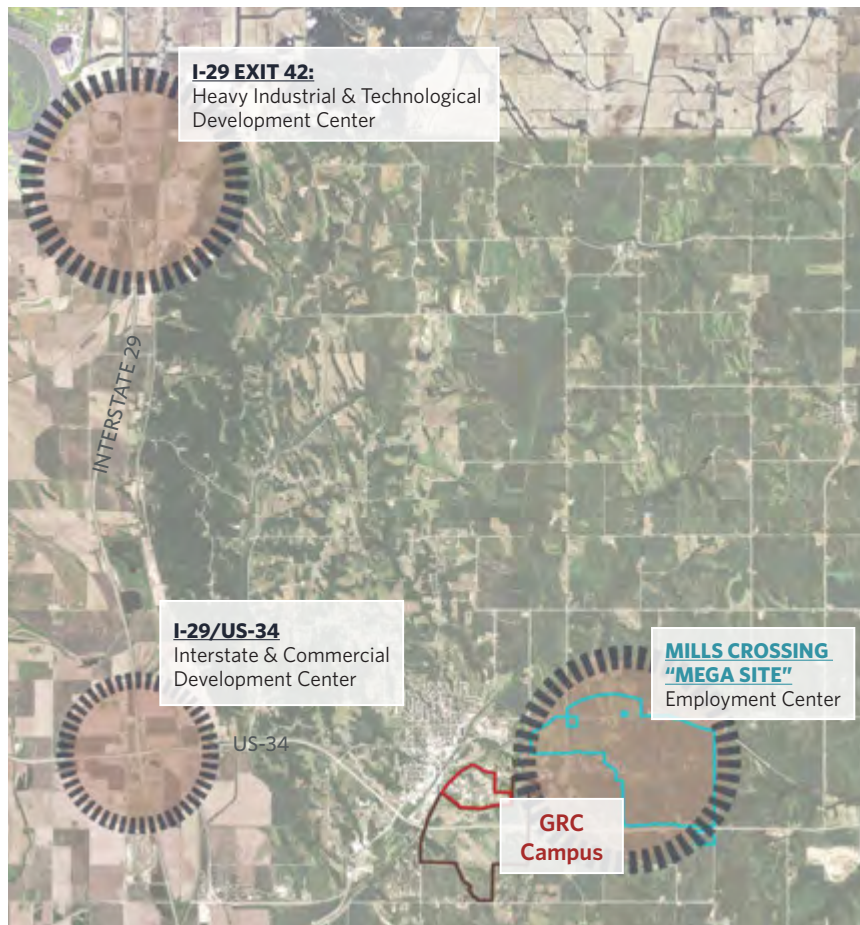 I-29 EXIT 42:
Heavy Industrial & Technological
Development Center
INTERSTATE 29
I-29/US-34
Interstate & Commercial
Development Center
US-34
MILLS CROSSING
“MEGA SITE”
Employment Center
GRC
Campus